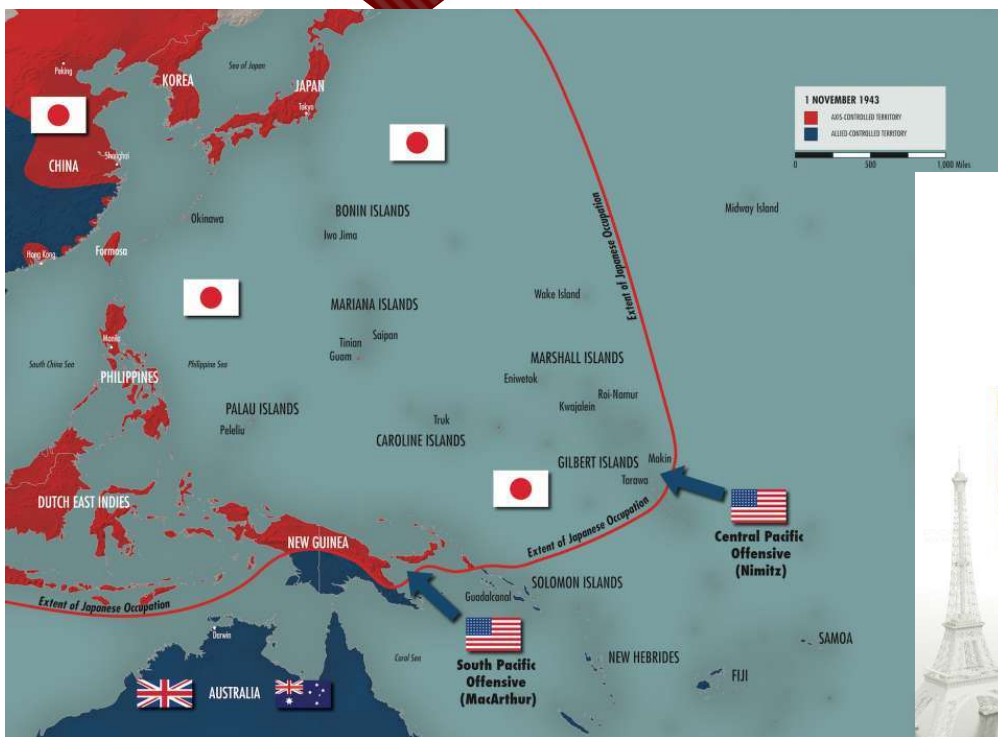 1 NOVEMBER 1943
AXIS-CONTROLLED TERRITORY
ALLIED-CONTROLLED TERRITORY
0 500 1,000 Miles
Peking
KOREA
Sea of Japan
JAPAN
Tokyo
CHINA
Shanghai
Okinawa
BONIN ISLANDS
Iwo Jima
Midway Island
Hong Kong
Formosa
Extent of Japanese Occupation
MARIANA ISLANDS
Wake Island
Saipan
Tinian
Guam
Manila
South China Sea
Philippine Sea
PHILIPPINES
MARSHALL ISLANDS
Eniwetok
Roi-Namur
Kwajalein
PALAU ISLANDS
Peleliu
Truk
CAROLINE ISLANDS
GILBERT ISLANDS
Makin
Tarawa
DUTCH EAST INDIES
NEW GUINEA
Extent of Japanese Occupation
Central Pacific
Offensive
(Nimitz)
SOLOMON ISLANDS
Guadalcanal
Extent of Japanese Occupation
Darwin
Coral Sea
South Pacific
Offensive
(MacArthur)
NEW HEBRIDES
SAMOA
FIJI
AUSTRALIA